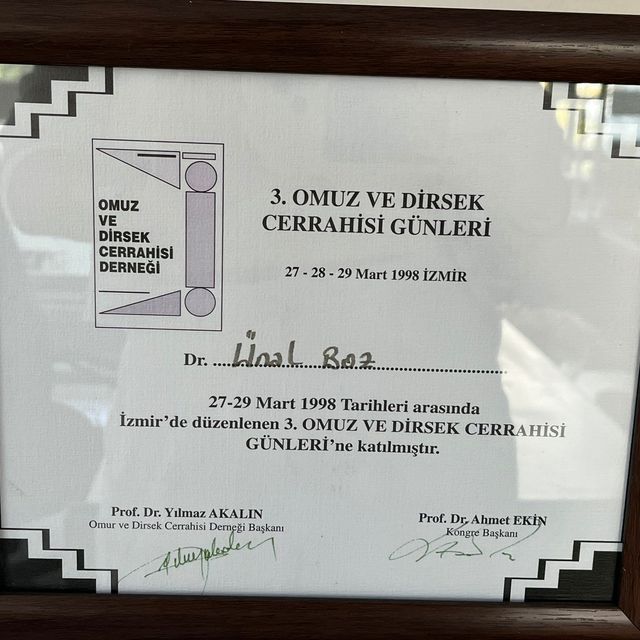 OMUZ
VE
DİRSEK
CERRAHİSİ
DERNEĞİ
3. OMUZ VE DİRSEK
CERRAHİSİ GÜNLERİ
27 - 28 - 29 Mart 1998 İZMİR
Dr. ..........................................
27-29 Mart 1998 Tarihleri arasında
İzmir'de düzenlenen 3. OMUZ VE DİRSEK CERRAHİSİ
GÜNLERİ'ne katılmıştır.
Prof. Dr. Yılmaz AKALIN
Omur ve Dirsek Cerrahisi Derneği Başkanı
Prof. Dr. Ahmet EKİN
Kongre Başkanı